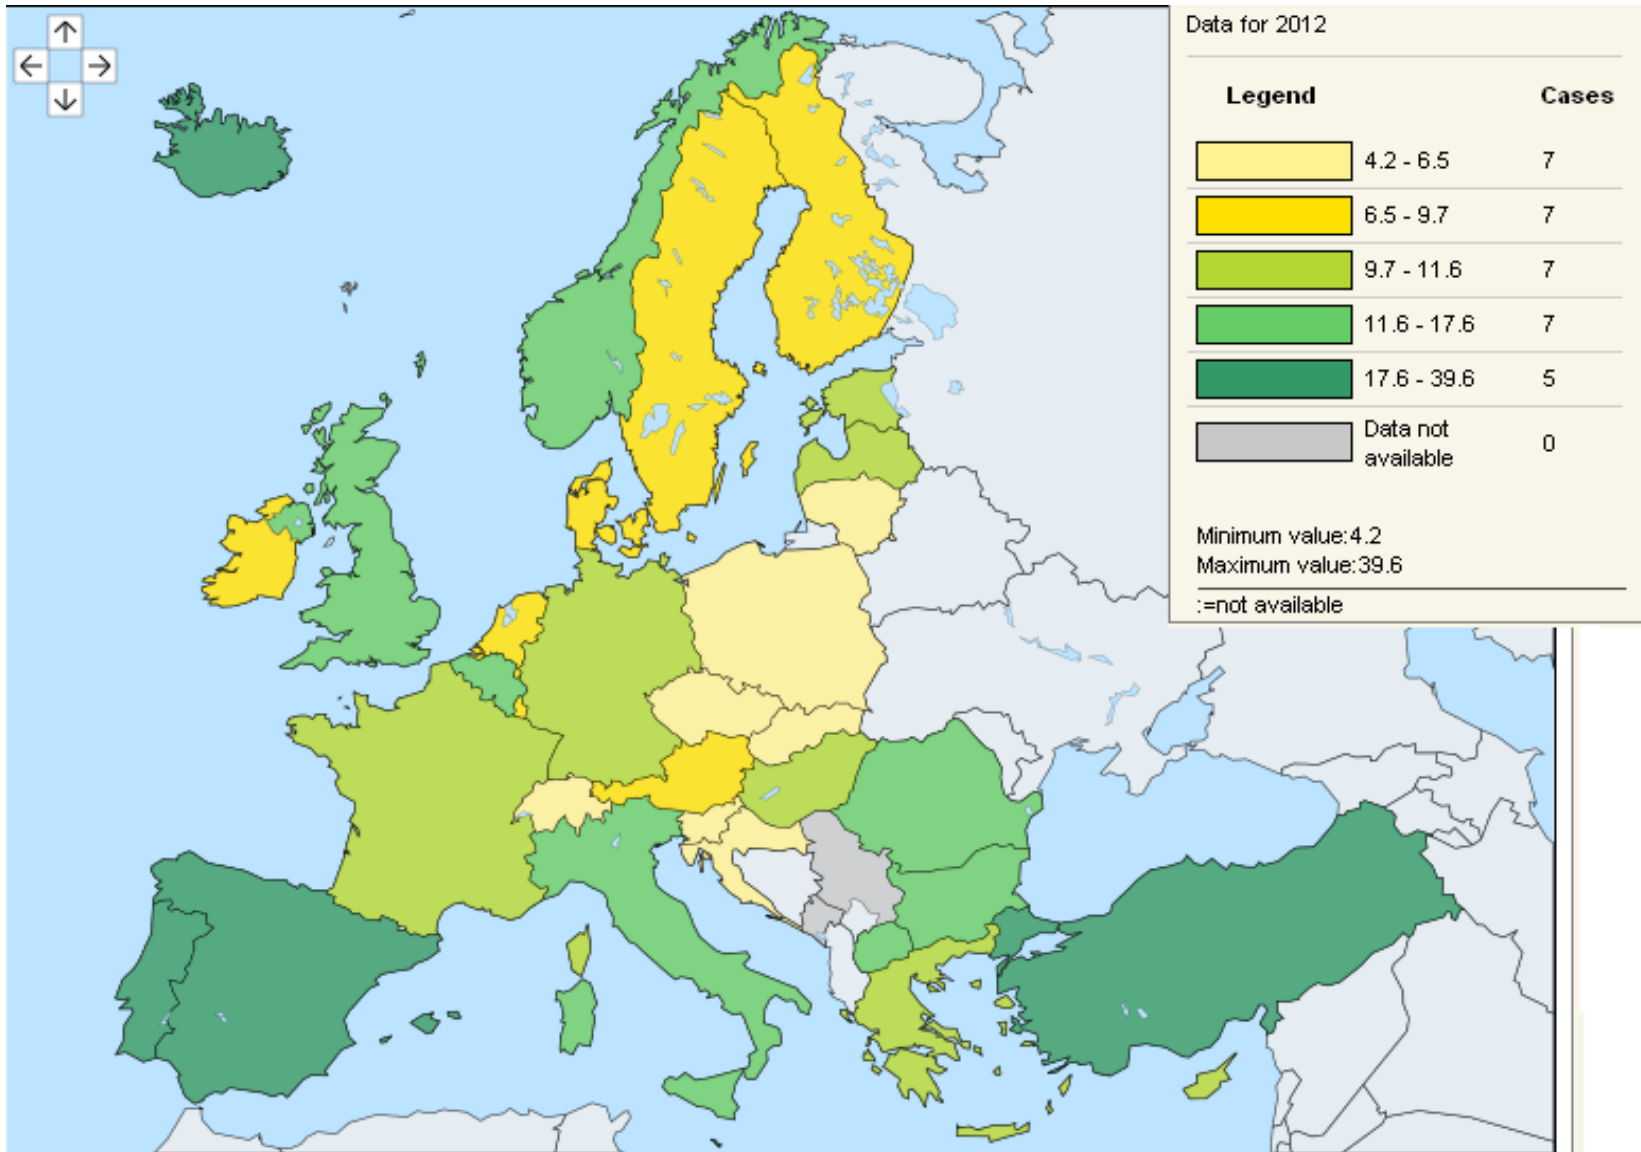 Data for 2012
Legend Cases
4.2 - 6.5 7
6.5 - 9.7 7
9.7 - 11.6 7
11.6 - 17.6 7
17.6 - 39.6 5
Data not
available 0
Minimum value:4.2
Maximum value:39.6
:=not available